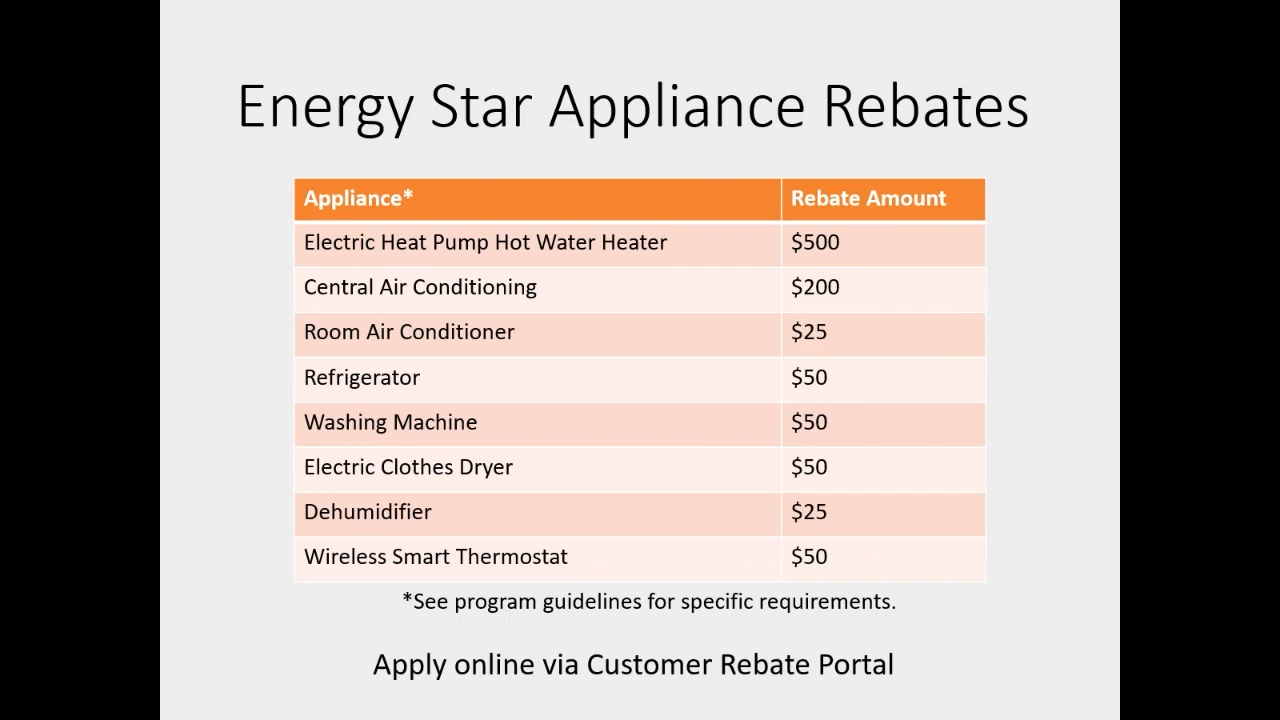 Energy Star Appliance Rebates
Appliance* Rebate Amount
Electric Heat Pump Hot Water Heater $500
Central Air Conditioning $200
Room Air Conditioner $25
Refrigerator $50
Washing Machine $50
Electric Clothes Dryer $50
Dehumidifier $25
Wireless Smart Thermostat $50
*See program guidelines for specific requirements.
Apply online via Customer Rebate Portal